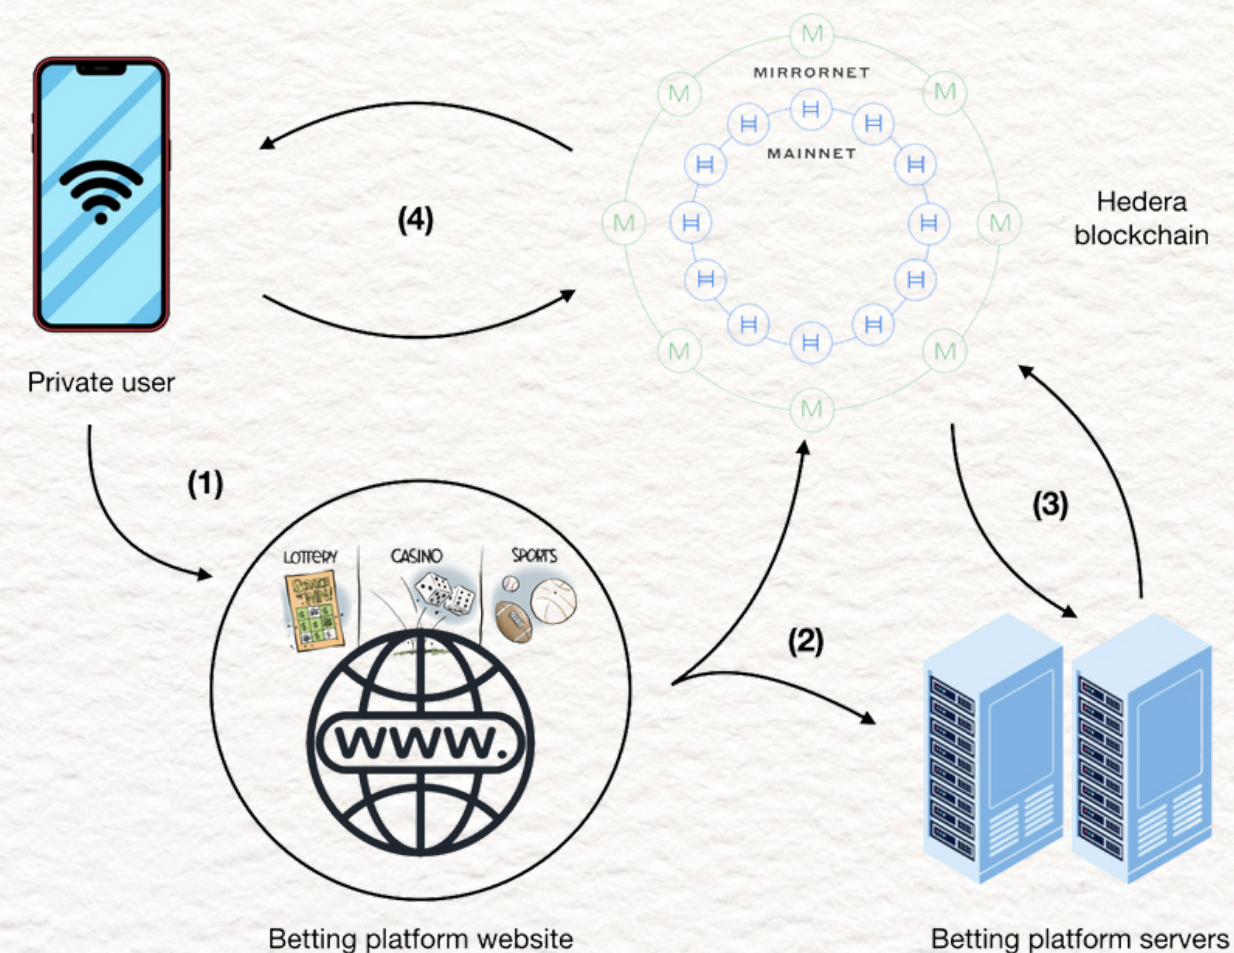 M
MIRRORNET
M
M
H
H
H
H
H
MAINNET
H
H
(4)
M
H
H
M
Hedera
blockchain
H
H
H
H
H
M
M
Private user
M
(1)
(3)
LOTTERY
CASINO
SPORTS
WIN!
(2)
WWW.
Betting platform website
Betting platform servers